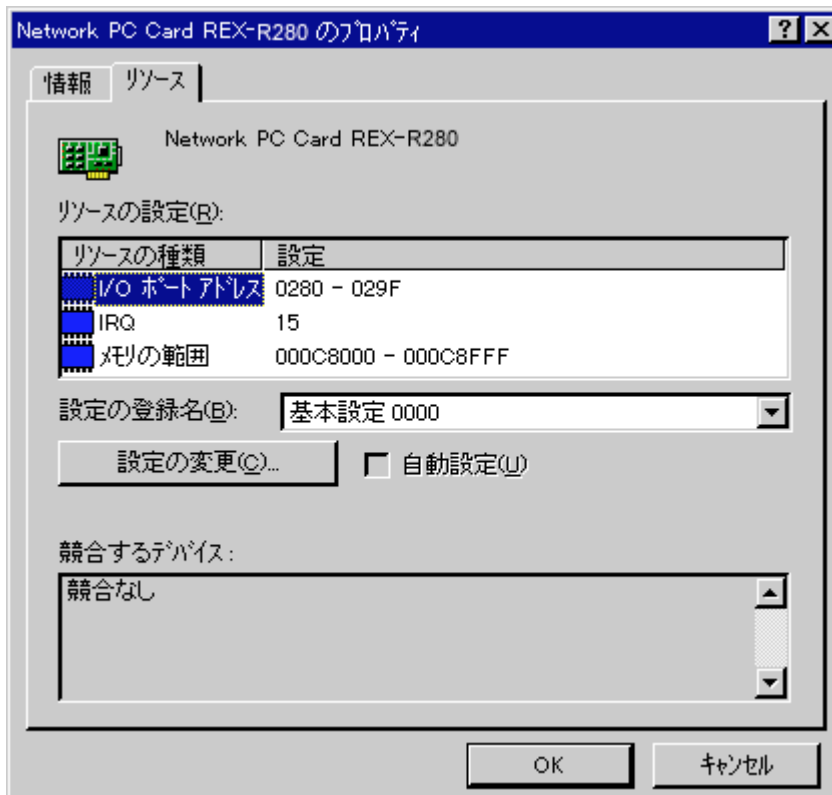 Network PC Card REX-R280 のﾌﾟﾛﾊﾟﾃｨ
情報 ﾘｿｰｽ
Network PC Card REX-R280
ﾘｿｰｽの設定(R):
ﾘｿｰｽの種類 設定
I/O ﾎﾟｰﾄ ｱﾄﾞﾚｽ 0280 - 029F
IRQ 15
ﾒﾓﾘの範囲 000C8000 - 000C8FFF
設定の登録名(B): 基本設定 0000
設定の変更(C)... 自動設定(U)
競合するﾃﾞﾊﾞｲｽ:
競合なし
OK ｷｬﾝｾﾙ